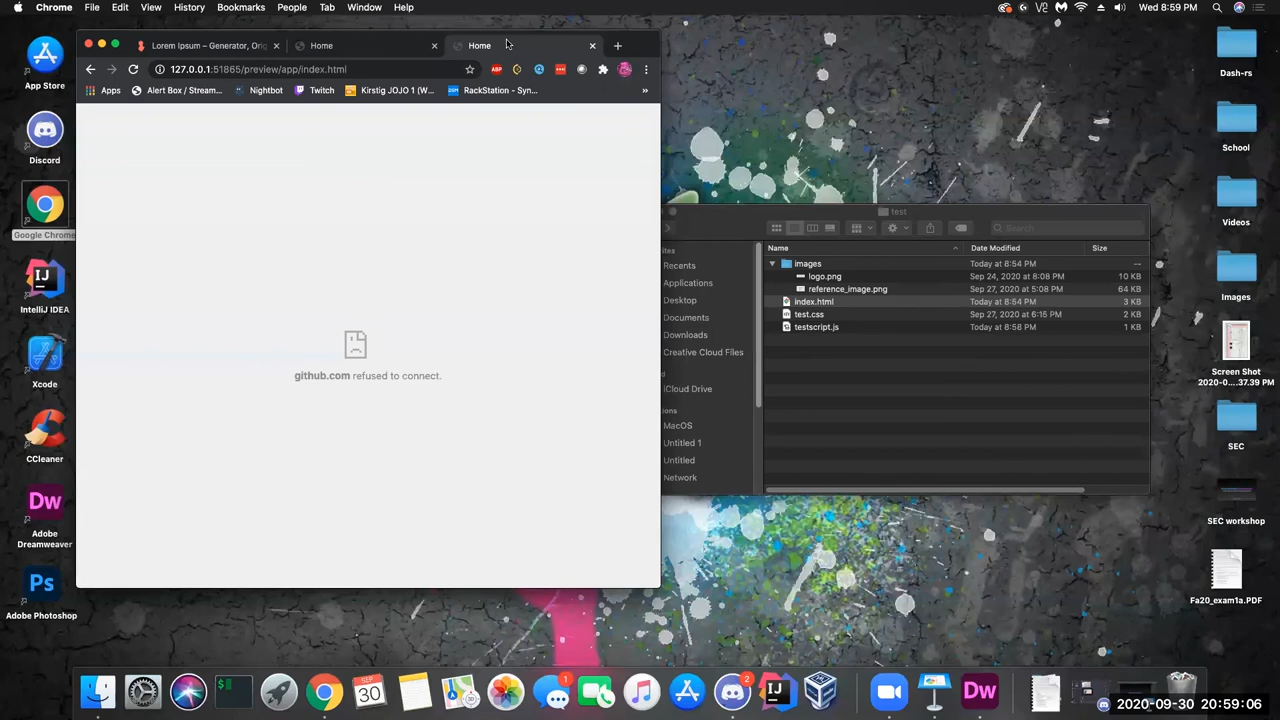 Chrome File Edit View History Bookmarks People Tab Window Help
Wed 8:59 PM
Lorem Ipsum – Generator, Orig
Home
Home
127.0.0.1:51865/preview/app/index.html
Apps
Alert Box / Stream...
Nightbot
Twitch
Kirstig JOJO 1 (W...
RackStation - Syn...
»
github.com refused to connect.
App Store
Discord
Google Chrome
IntelliJ IDEA
Xcode
CCleaner
Adobe
Dreamweaver
Adobe Photoshop
test
Search
Name Date Modified Size
images Today at 8:54 PM --
logo.png Sep 24, 2020 at 8:08 PM 10 KB
reference_image.png Sep 27, 2020 at 5:08 PM 64 KB
index.html Today at 8:54 PM 3 KB
test.css Sep 27, 2020 at 6:15 PM 2 KB
testscript.js Today at 8:58 PM 1 KB
Recents
Applications
Desktop
Documents
Downloads
Creative Cloud Files
iCloud Drive
MacOS
Untitled 1
Untitled
Network
Dash-rs
School
Videos
Images
Screen Shot
2020-0....37.39 PM
SEC
SEC workshop
Fa20_exam1a.PDF
SEP
30
1
2
Dw
2020-09-30 20:59:06